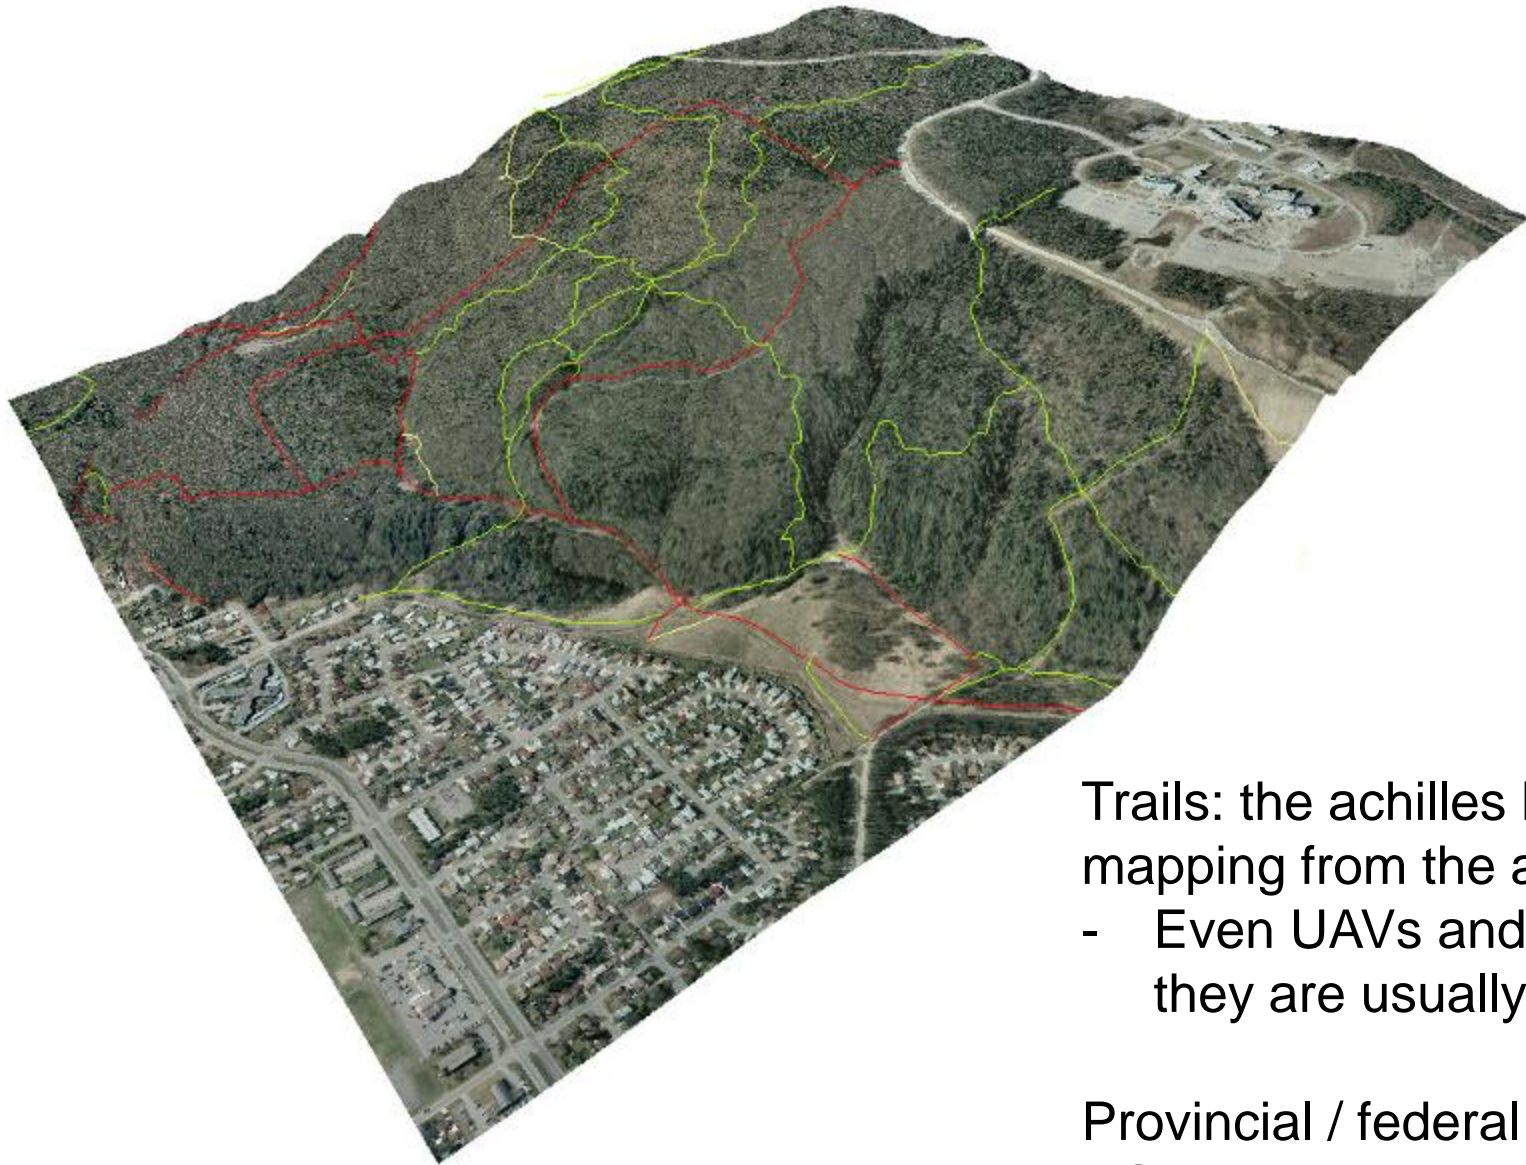 Trails: the achilles
mapping from the
- Even UAVs and
they are usually
Provincial / federal